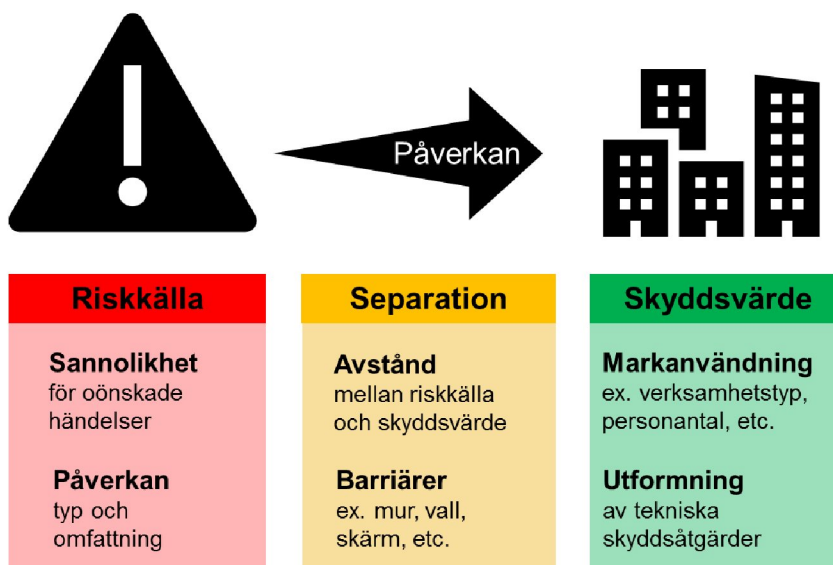 Påverkan
Riskkälla
Sannolikhet
för oönskade
händelser
Påverkan
typ och
omfattning
Separation
Avstånd
mellan riskkälla
och skyddsvärde
Barriärer
ex. mur, vall,
skärm, etc.
Skyddsvärde
Markanvändning
ex. verksamhetstyp,
personantal, etc.
Utformning
av tekniska
skyddsåtgärder